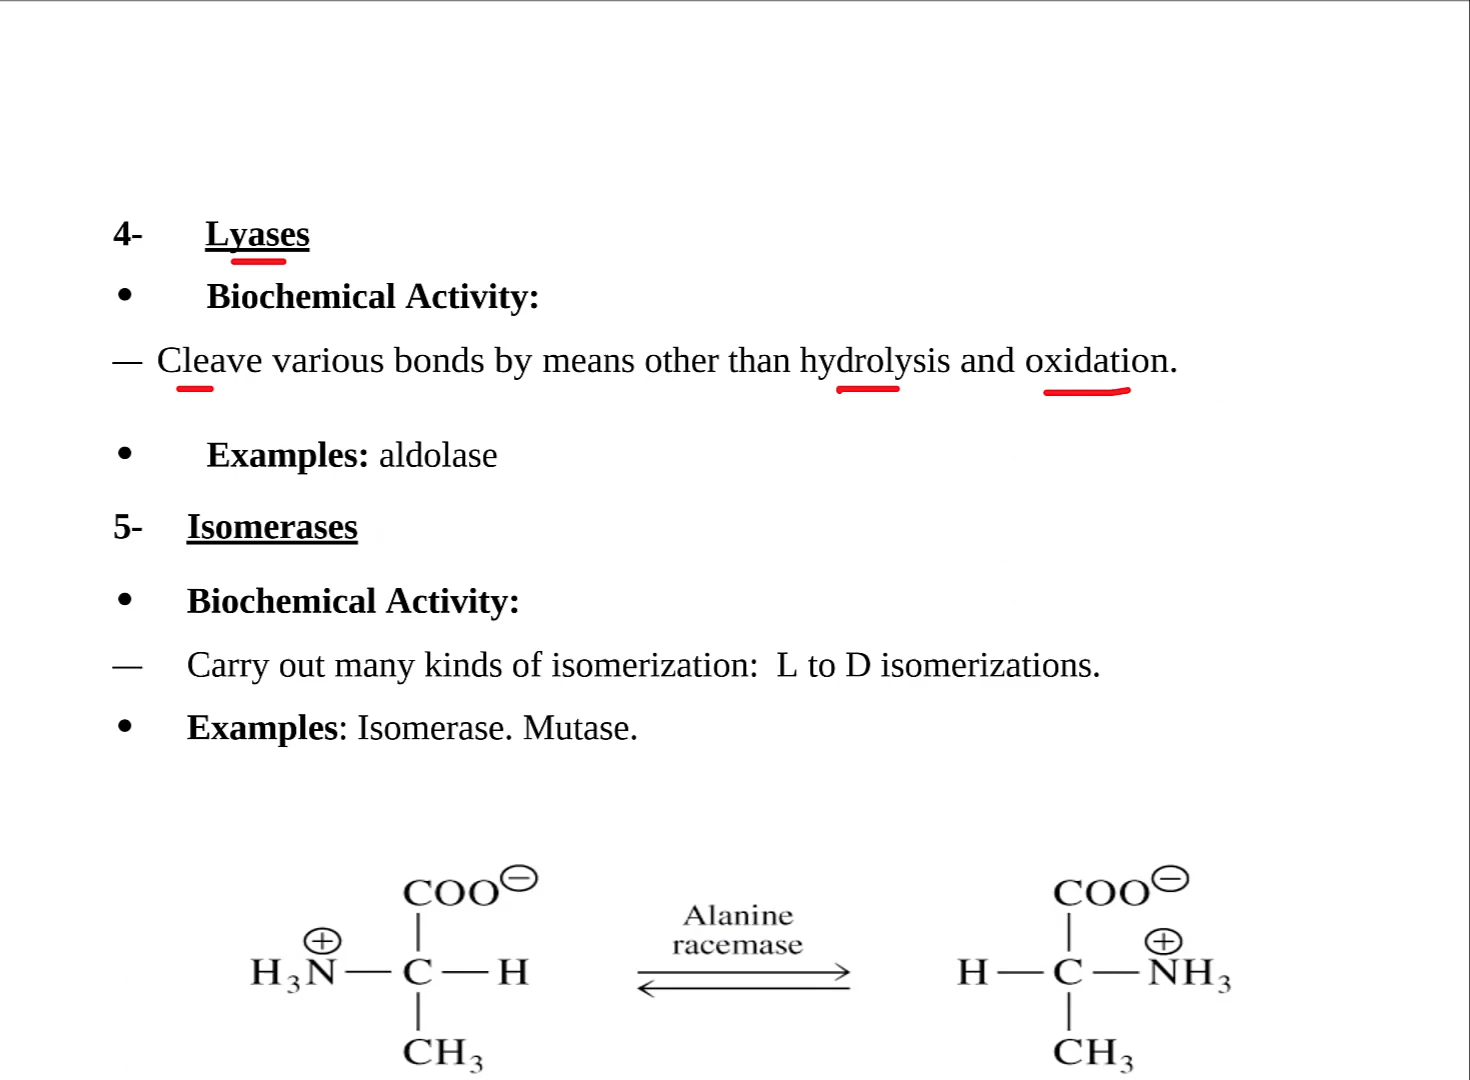 4- Lyases
• Biochemical Activity:
— Cleave various bonds by means other than hydrolysis and oxidation.
• Examples: aldolase
5- Isomerases
• Biochemical Activity:
— Carry out many kinds of isomerization: L to D isomerizations.
• Examples: Isomerase. Mutase.
COO⊖ COO⊖
Alanine
racemase
⊕ ⊕
H₃N—C—H H—C—NH₃
CH₃ CH₃